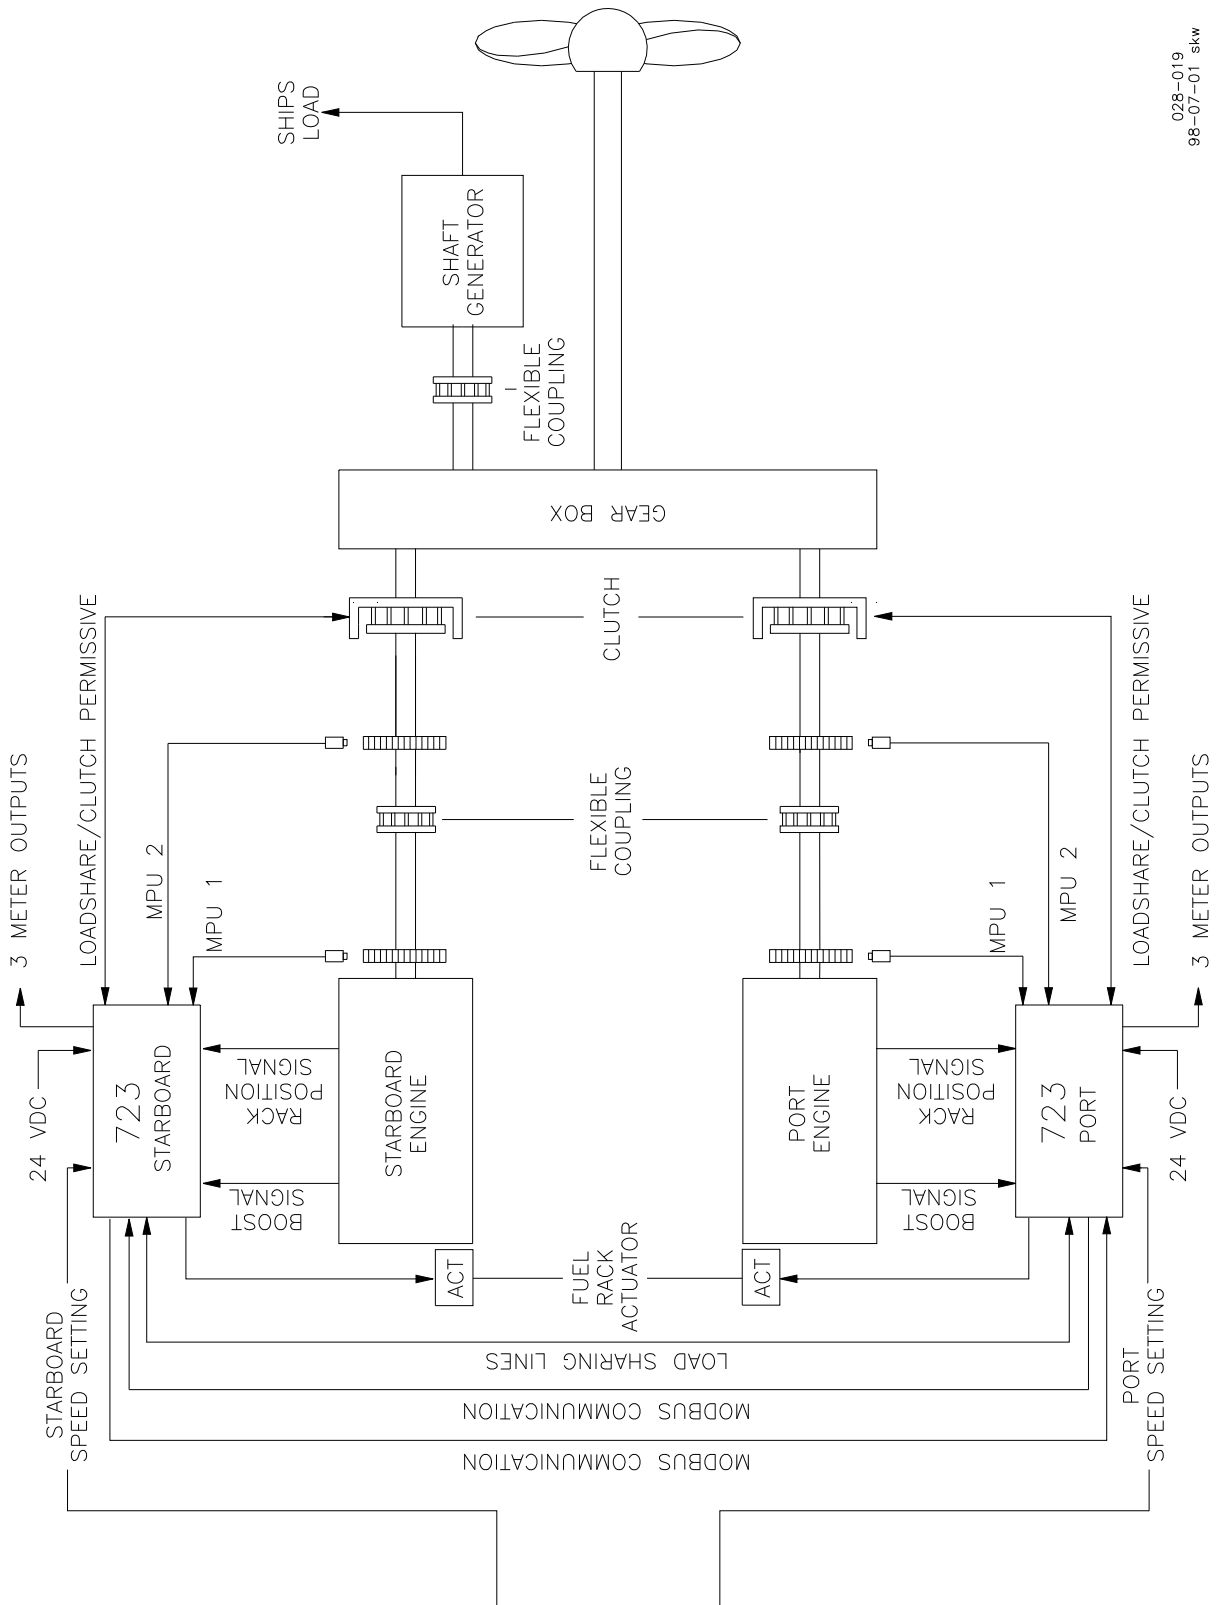 028-019
98-07-01 skw
SHIPS
LOAD
SHAFT
GENERATOR
FLEXIBLE
COUPLING
GEAR BOX
CLUTCH
LOADSHARE/CLUTCH PERMISSIVE
LOADSHARE/CLUTCH PERMISSIVE
3 METER OUTPUTS
3 METER OUTPUTS
MPU 2
MPU 1
FLEXIBLE
COUPLING
MPU 1
MPU 2
24 VDC
723
STARBOARD
RACK
POSITION
SIGNAL
BOOST
SIGNAL
STARBOARD
ENGINE
PORT
ENGINE
RACK
POSITION
SIGNAL
BOOST
SIGNAL
723
PORT
24 VDC
ACT
FUEL
RACK
ACTUATOR
ACT
STARBOARD
SPEED SETTING
PORT
SPEED SETTING
LOAD SHARING LINES
MODBUS COMMUNICATION
MODBUS COMMUNICATION